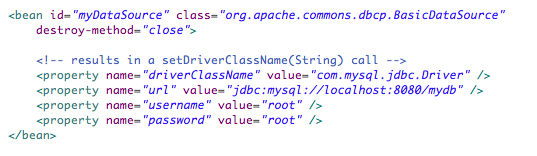 <bean id="myDataSource" class="org.apache.commons.dbcp.BasicDataSource"
destroy-method="close">
<!-- results in a setDriverClassName(String) call -->
<property name="driverClassName" value="com.mysql.jdbc.Driver" />
<property name="url" value="jdbc:mysql://localhost:8080/mydb" />
<property name="username" value="root" />
<property name="password" value="root" />
</bean>